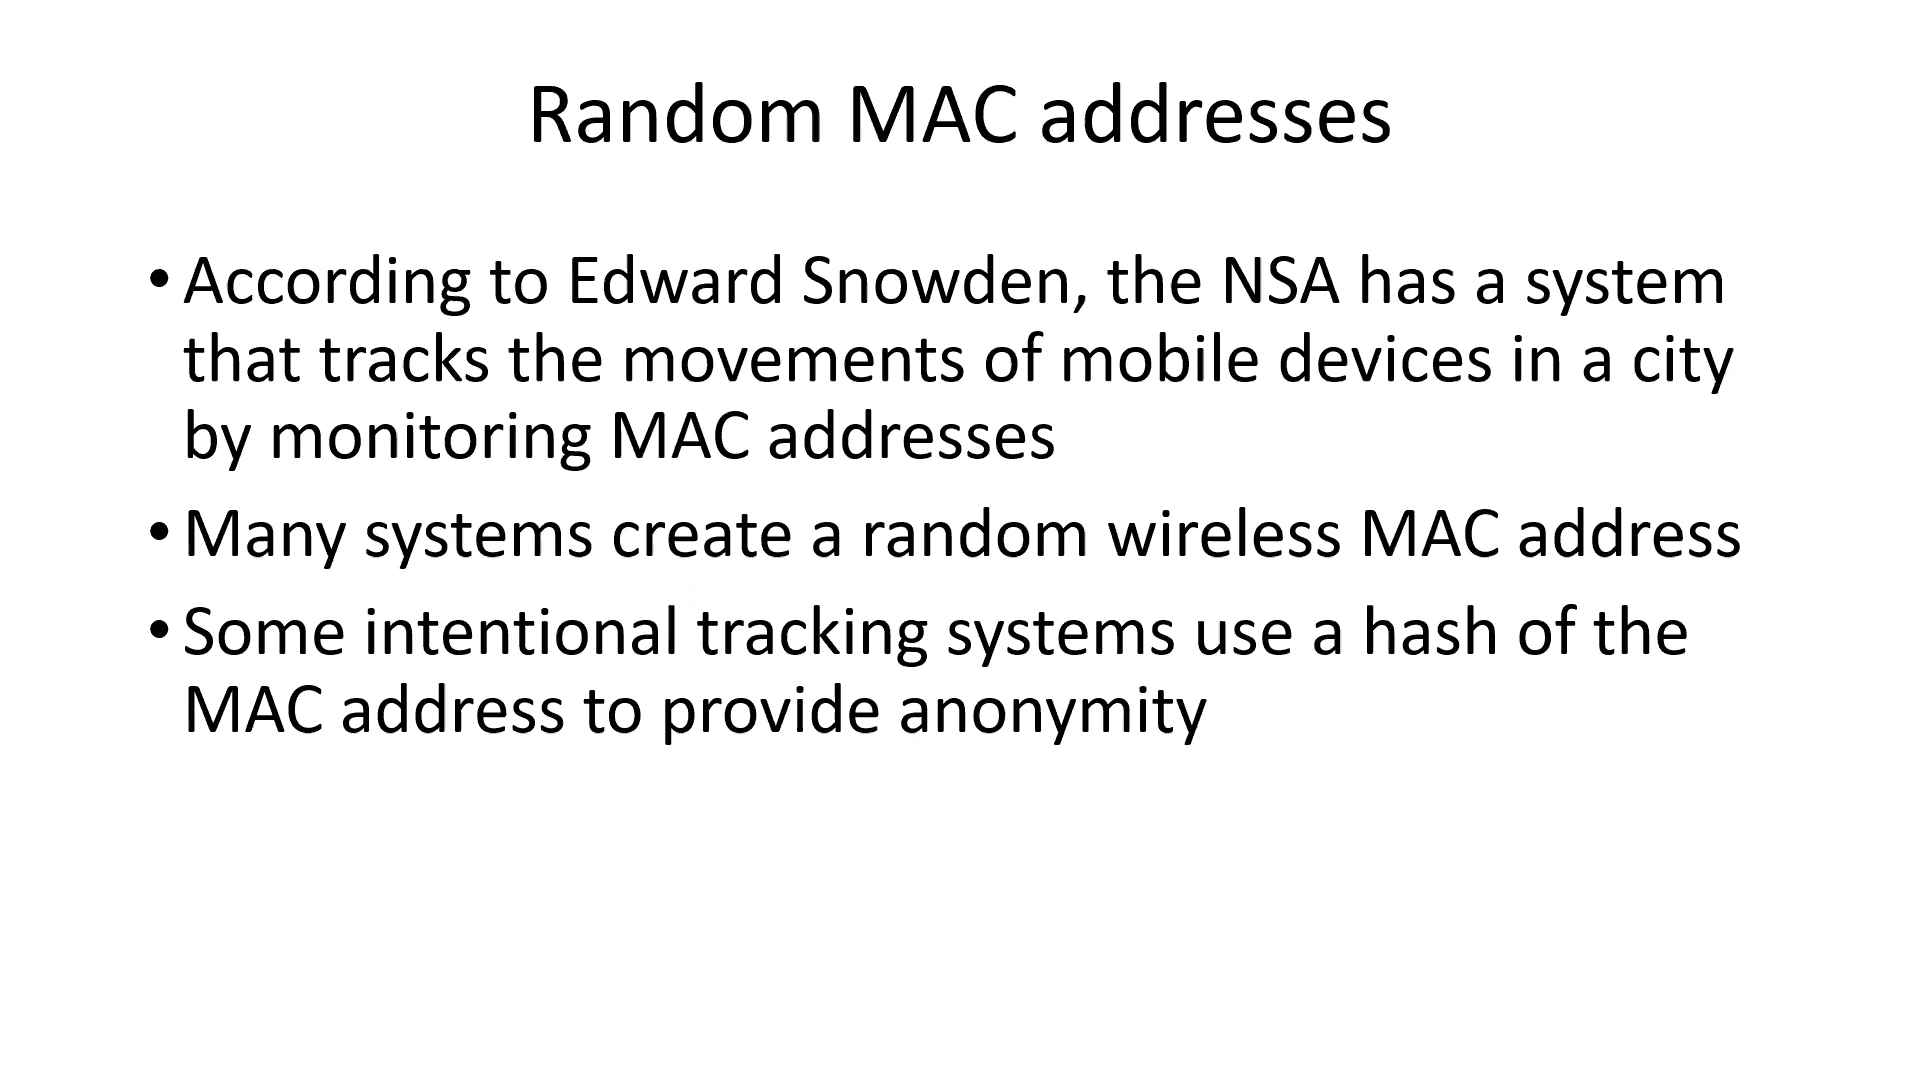 Random MAC addresses
• According to Edward Snowden, the NSA has a system
that tracks the movements of mobile devices in a city
by monitoring MAC addresses
• Many systems create a random wireless MAC address
• Some intentional tracking systems use a hash of the
MAC address to provide anonymity